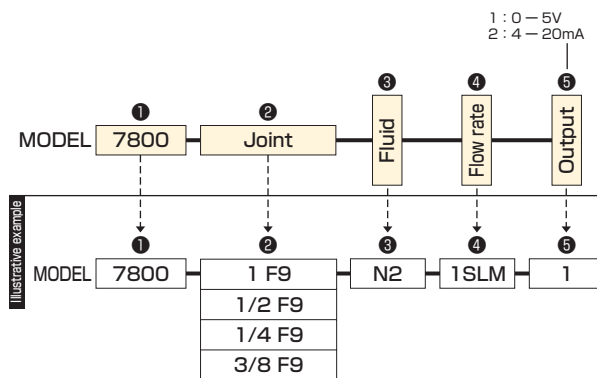 1 : 0 — 5V
2 : 4 — 20mA
❶ ❷ ❸ ❹ ❺
MODEL 7800 Joint Fluid Flow rate Output
Illustrative example
❶ ❷ ❸ ❹ ❺
MODEL 7800 1 F9 N2 1SLM 1
1/2 F9
1/4 F9
3/8 F9